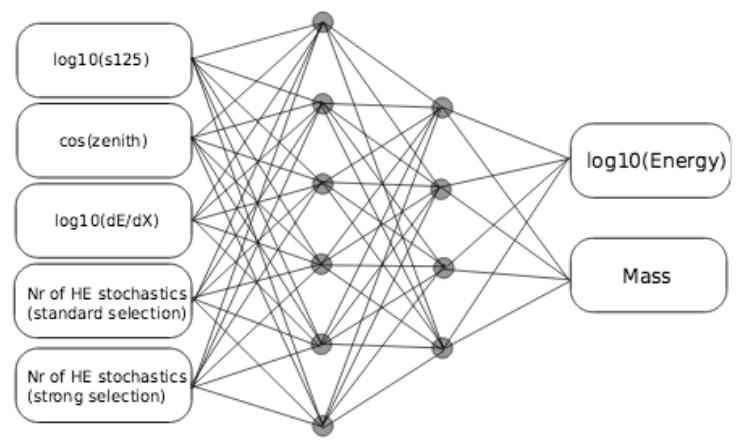 log10(s125)
cos(zenith)
log10(dE/dX)
Nr of HE stochastics
(standard selection)
Nr of HE stochastics
(strong selection)
log10(Energy)
Mass